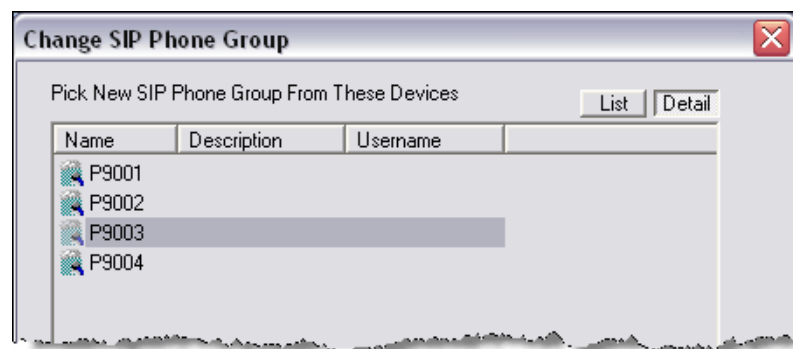 Change SIP Phone Group
Pick New SIP Phone Group From These Devices
List Detail
Name Description Username
P9001
P9002
P9003
P9004